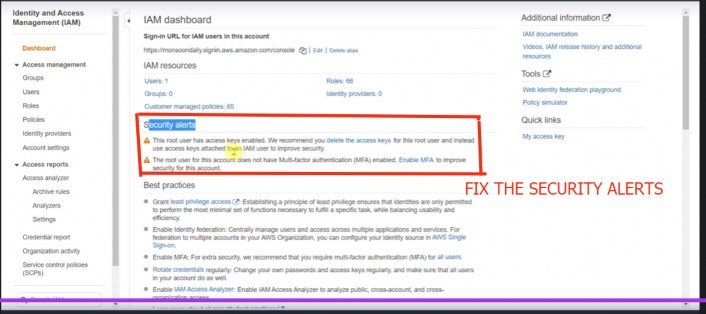 Identity and Access
Management (IAM)
Dashboard
Access management
Groups
Users
Roles
Policies
Identity providers
Account settings
Access reports
Access analyzer
Archive rules
Analyzers
Settings
Credential report
Organization activity
Service control policies
(SCPs)
IAM dashboard
Sign-in URL for IAM users in this account
https://monsoondaily.signin.aws.amazon.com/console | Edit | Delete alias
IAM resources
Users: 1
Roles: 66
Groups: 0
Identity providers: 0
Customer managed policies: 65
Security alerts
This root user has access keys enabled. We recommend you delete the access keys for this root user and instead
use access keys attached to an IAM user to improve security.
The root user for this account does not have Multi-factor authentication (MFA) enabled. Enable MFA to improve
security for this account.
FIX THE SECURITY ALERTS
Best practices
Grant least privilege access: Establishing a principle of least privilege ensures that identities are only permitted
to perform the most minimal set of functions necessary to fulfill a specific task, while balancing usability and
efficiency.
Enable Identity federation: Centrally manage users and access across multiple applications and services. For
federation to multiple accounts in your AWS Organization, you can configure your identity source in AWS Single
Sign-on.
Enable MFA: For extra security, we recommend that you require multi-factor authentication (MFA) for all users.
Rotate credentials regularly: Change your own passwords and access keys regularly, and make sure that all users
in your account do as well.
Enable IAM Access Analyzer: Enable IAM Access Analyzer to analyze public, cross-account, and cross-
organization access.
Additional information
IAM documentation
Videos, IAM release history and additional
resources
Tools
Web identity federation playground
Policy simulator
Quick links
My access key